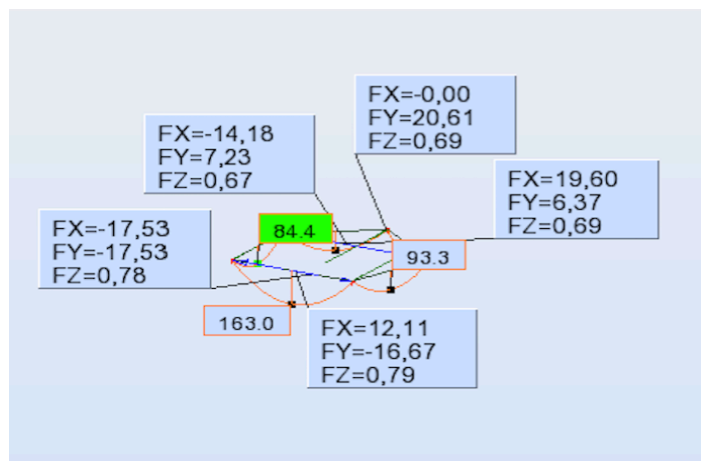 FX=-0,00
FY=20,61
FZ=0,69
FX=-14,18
FY=7,23
FZ=0,67
FX=19,60
FY=6,37
FZ=0,69
FX=-17,53
FY=-17,53
FZ=0,78
84.4
93.3
163.0
FX=12,11
FY=-16,67
FZ=0,79